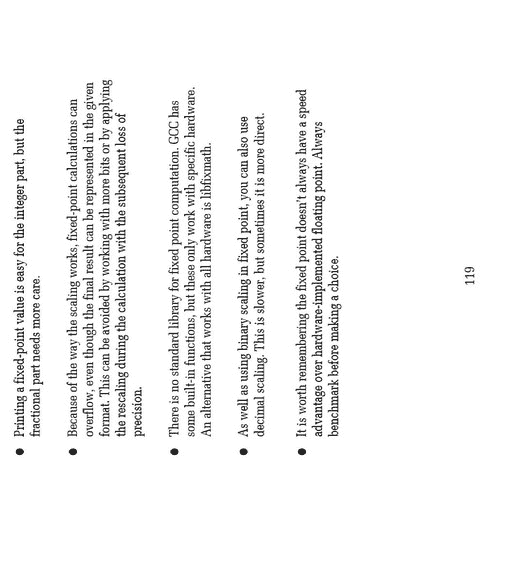 ● Printing a fixed-point value is easy for the integer part, but the
fractional part needs more care.
● Because of the way the scaling works, fixed-point calculations can
overflow, even though the final result can be represented in the given
format. This can be avoided by working with more bits or by applying
the rescaling during the calculation with the subsequent loss of
precision.
● There is no standard library for fixed point computation. GCC has
some built-in functions, but these only work with specific hardware.
An alternative that works with all hardware is libfixmath.
● As well as using binary scaling in fixed point, you can also use
decimal scaling. This is slower, but sometimes it is more direct.
● It is worth remembering the fixed point doesn't always have a speed
advantage over hardware-implemented floating point. Always
benchmark before making a choice.
119